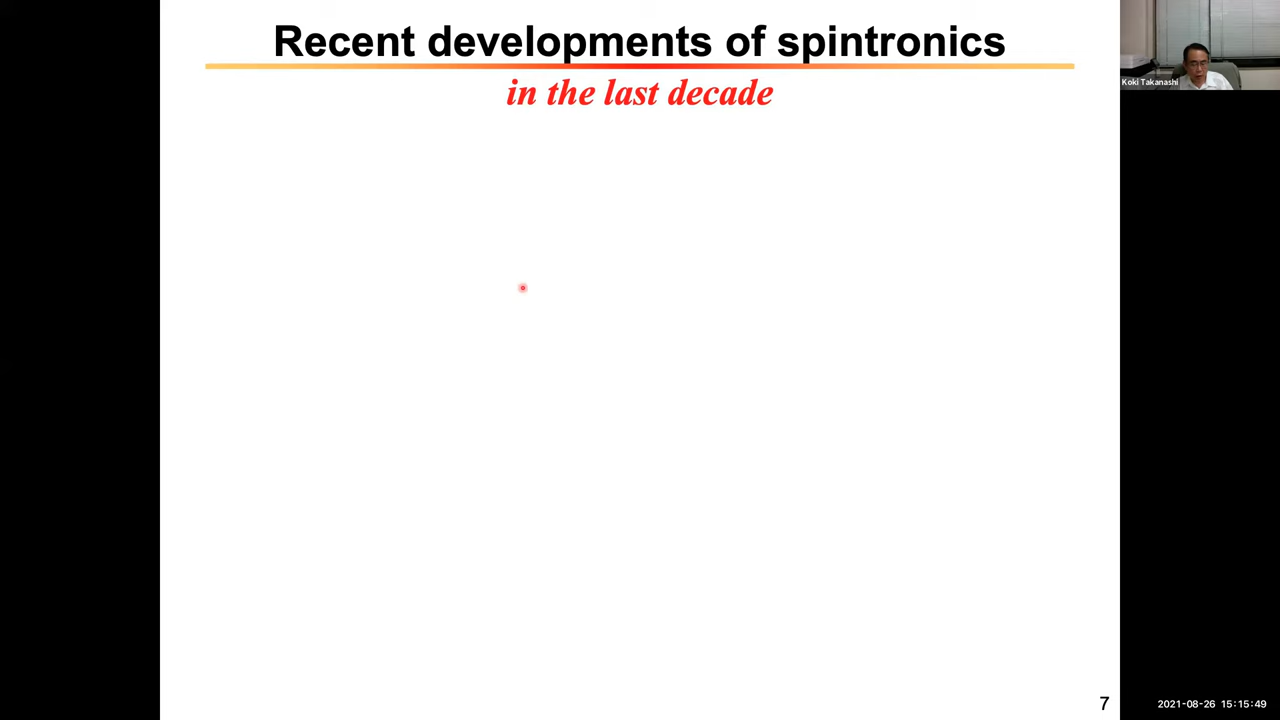 Recent developments of spintronics
in the last decade
Koki Takanashi
7
2021-08-26 15:15:49